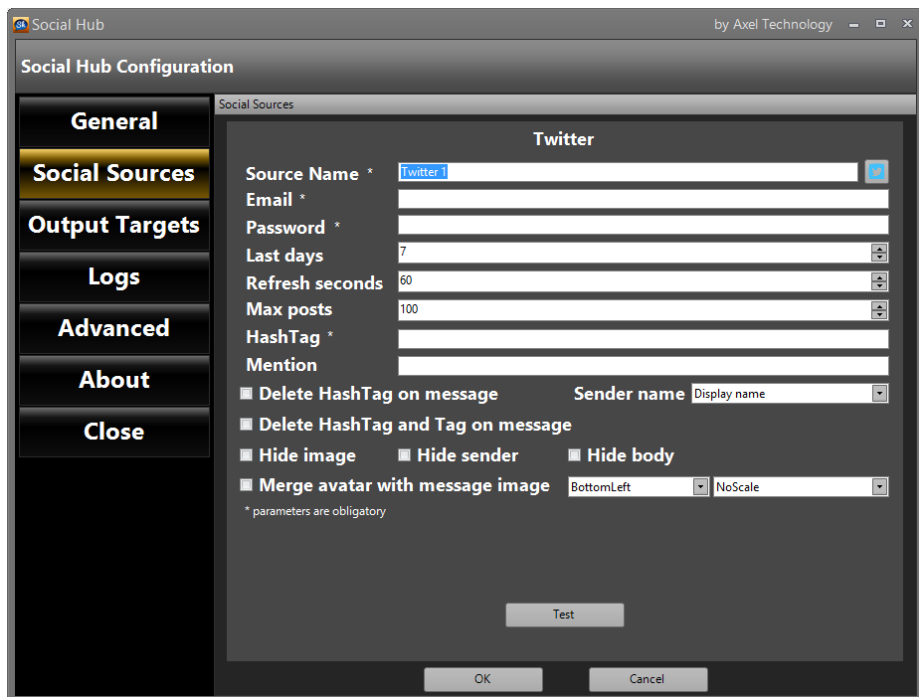 Social Hub by Axel Technology
Social Hub Configuration
General
Social Sources
Output Targets
Logs
Advanced
About
Close
Social Sources
Twitter
Source Name * Twitter 1
Email *
Password *
Last days 7
Refresh seconds 60
Max posts 100
HashTag *
Mention
Delete HashTag on message Sender name Display name
Delete HashTag and Tag on message
Hide image Hide sender Hide body
Merge avatar with message image BottomLeft NoScale
* parameters are obligatory
Test
OK Cancel